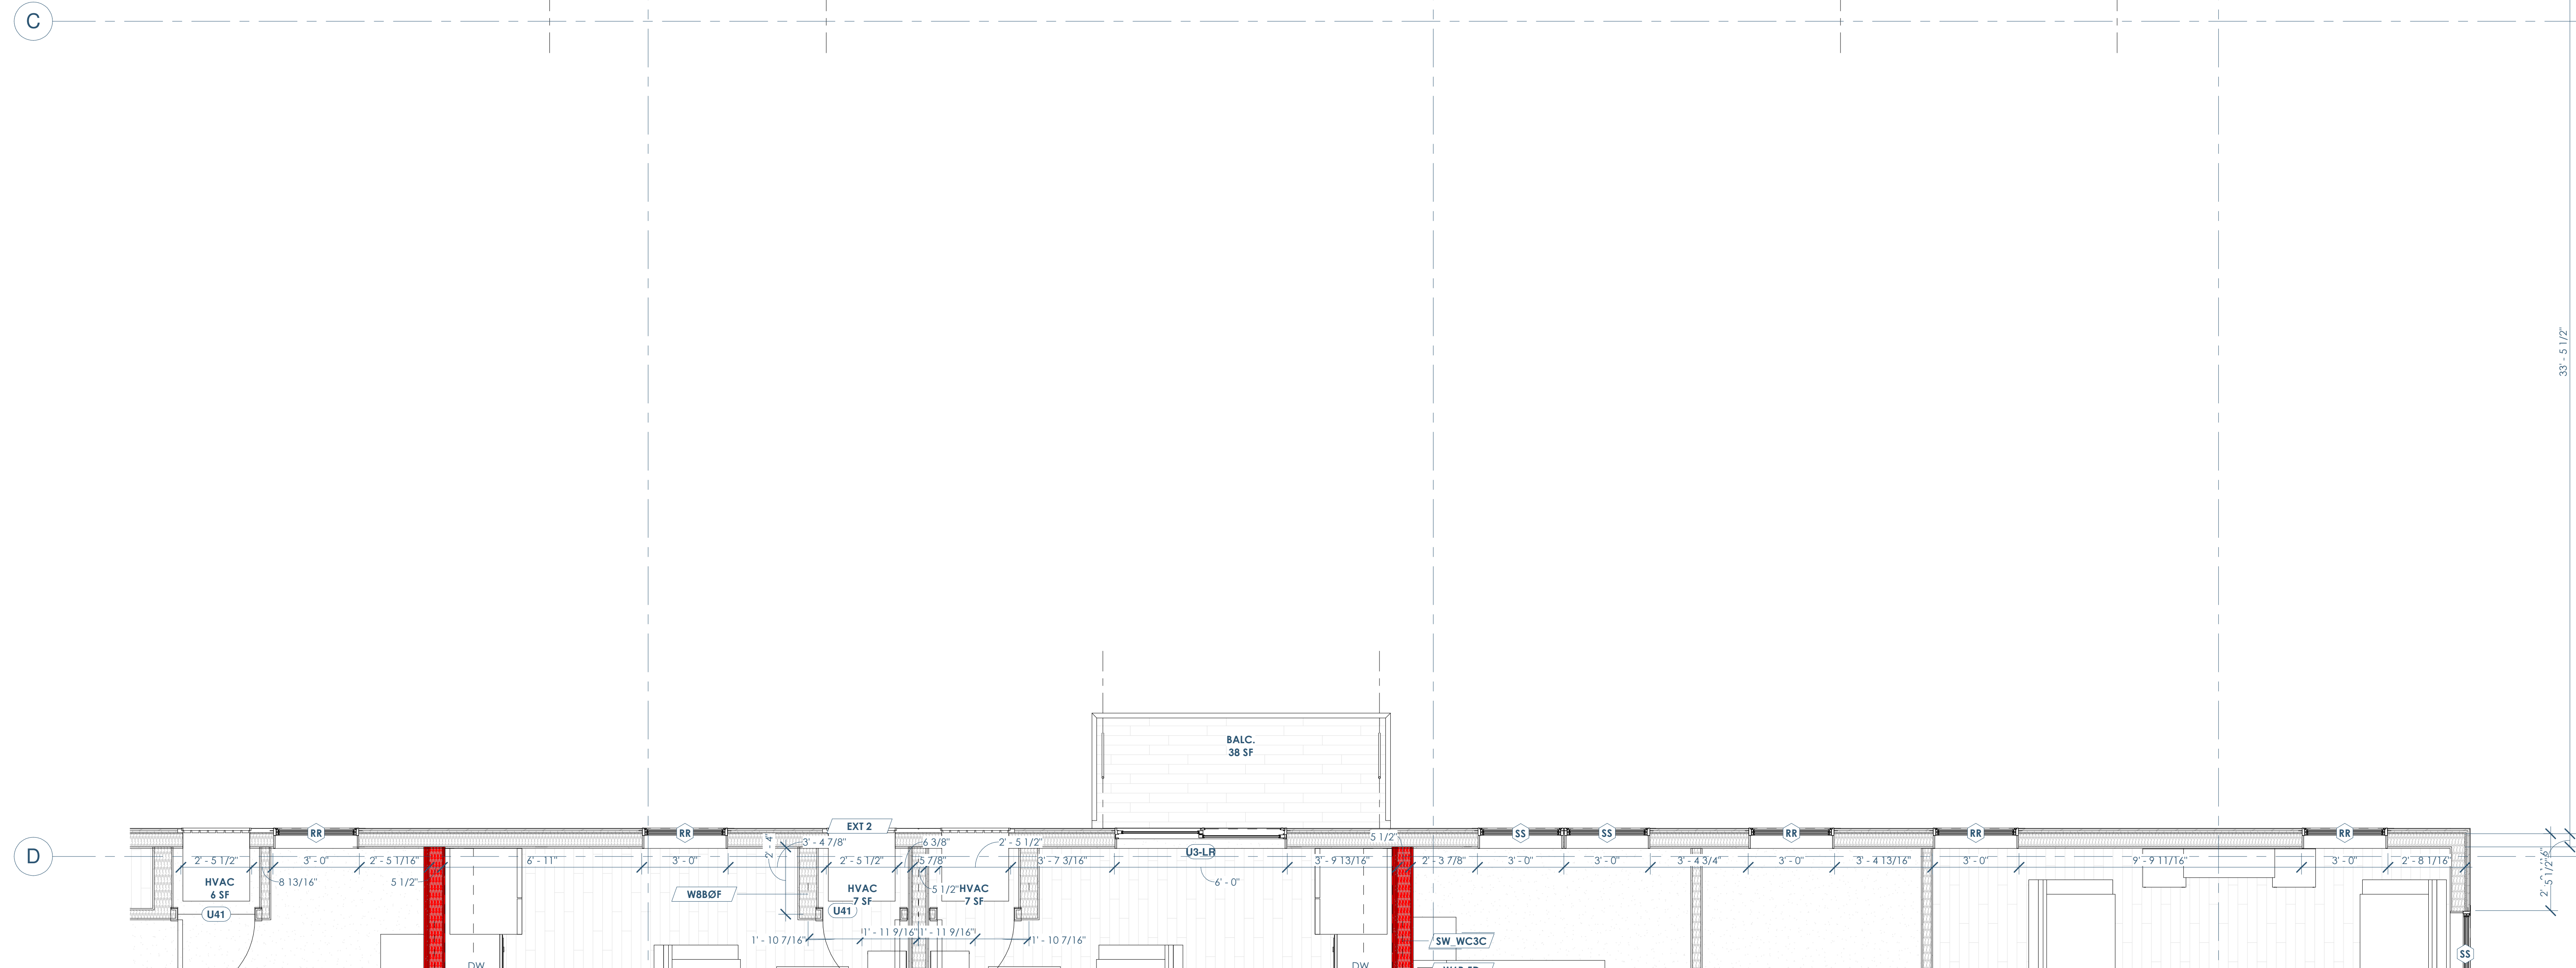 C
33' - 5 1/2"
BALC.
38 SF
D
RR
RR
EXT 2
SS
SS
RR
RR
RR
5 1/2"
2' - 4"
3' - 4 7/8"
6 3/8"
2' - 5 1/2"
U3-LR
2' - 5 1/2"
3' - 0"
2' - 5 1/16"
6' - 11"
3' - 0"
2' - 5 1/2"
5 7/8"
3' - 7 3/16"
3' - 9 13/16"
2' - 3 7/8"
3' - 0"
3' - 0"
3' - 4 3/4"
3' - 0"
3' - 4 13/16"
3' - 0"
9' - 9 11/16"
3' - 0"
2' - 8 1/16"
5 1/2"
HVAC
6 SF
8 13/16"
5 1/2"
W8BØF
HVAC
7 SF
5 1/2"
HVAC
7 SF
6' - 0"
U41
U41
1' - 10 7/16"
1' - 11 9/16"
1' - 11 9/16"
1' - 10 7/16"
SW_WC3C
SS
DW
DW